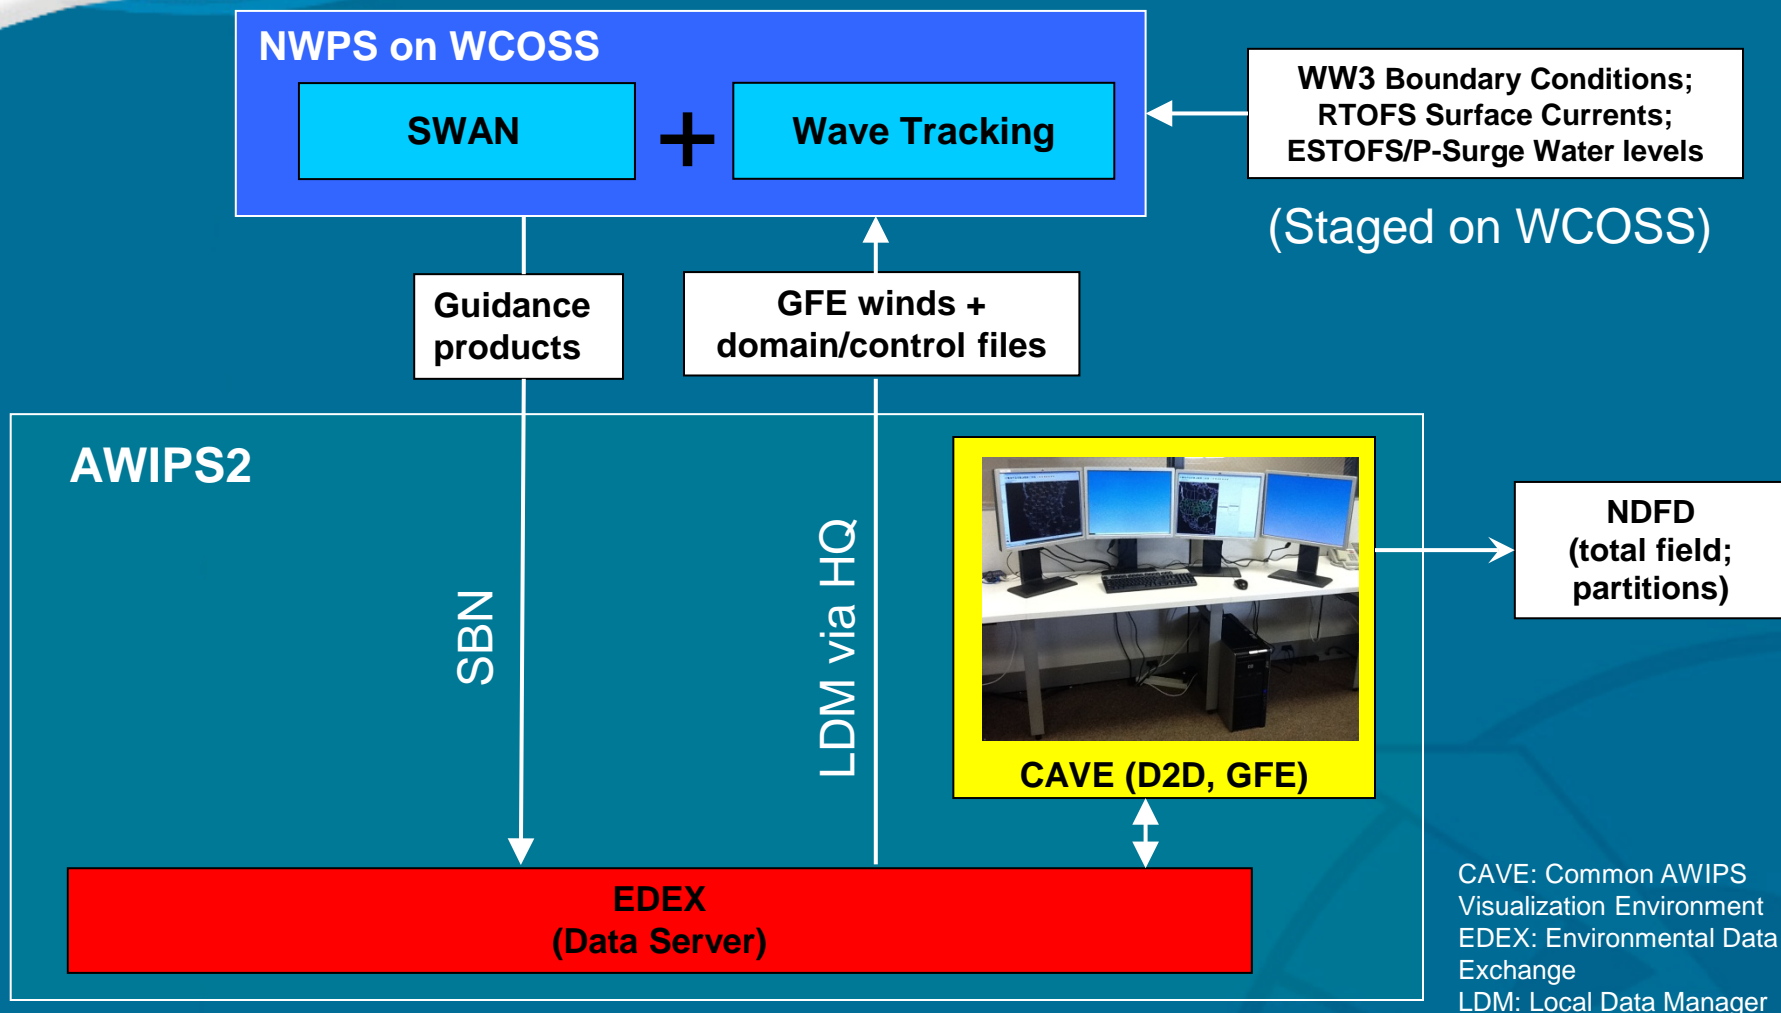 NWPS on WCOSS
SWAN
+
Wave Tracking
WW3 Boundary Conditions;
RTOFS Surface Currents;
ESTOFS/P-Surge Water levels
(Staged on WCOSS)
Guidance
products
GFE winds +
domain/control files
AWIPS2
SBN
LDM via HQ
CAVE (D2D, GFE)
NDFD
(total field;
partitions)
EDEX
(Data Server)
CAVE: Common AWIPS
Visualization Environment
EDEX: Environmental Data
Exchange
LDM: Local Data Manager